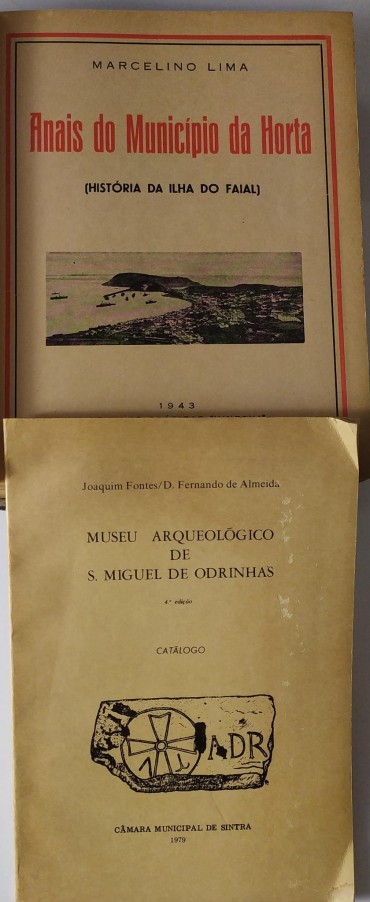 MARCELINO LIMA
Anais do Município da Horta
(HISTÓRIA DA ILHA DO FAIAL)
1943
Joaquim Fontes/D. Fernando de Almeida
MUSEU ARQUEOLÓGICO
DE
S. MIGUEL DE ODRINHAS
4.ª edição
CATÁLOGO
ADR
CÂMARA MUNICIPAL DE SINTRA
1979